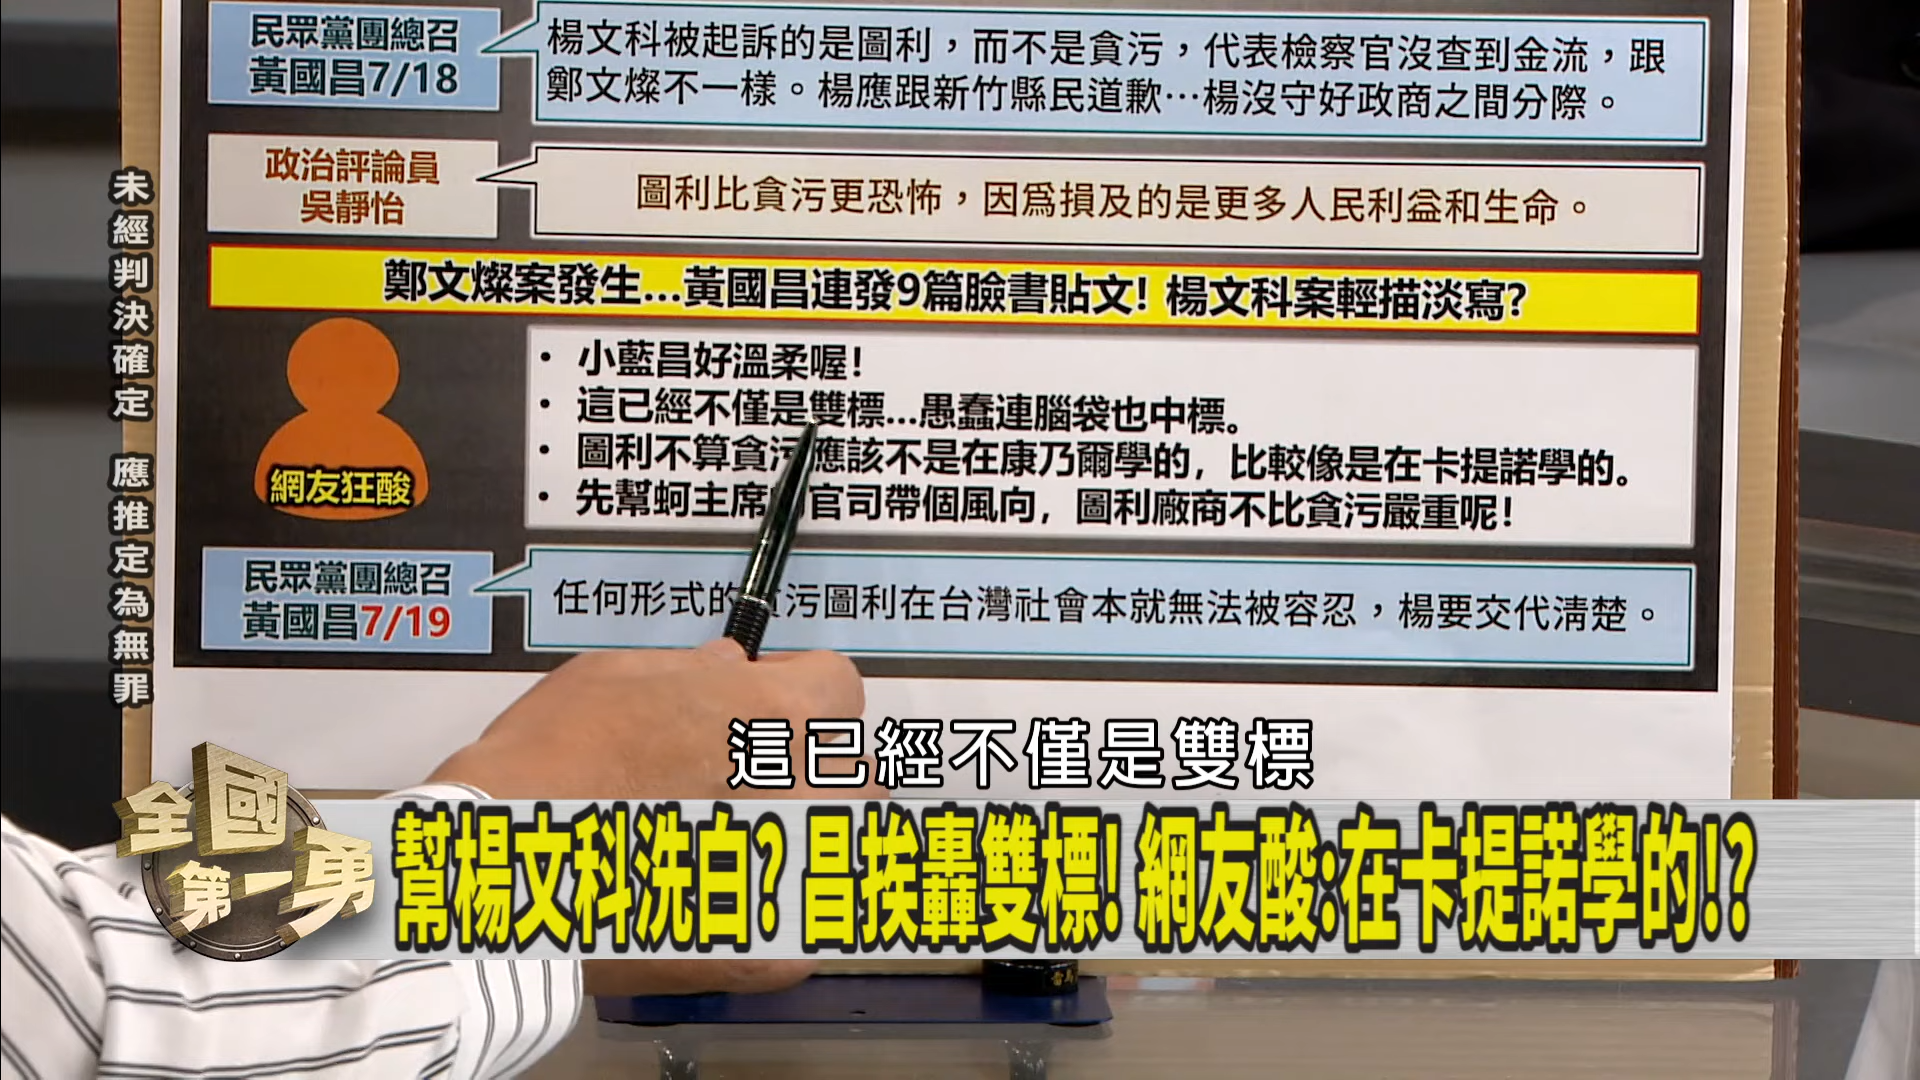 民眾黨團總召
黃國昌7/18
楊文科被起訴的是圖利，而不是貪污，代表檢察官沒查到金流，跟
鄭文燦不一樣。楊應跟新竹縣民道歉…楊沒守好政商之間分際。
政治評論員
吳靜怡
圖利比貪污更恐怖，因為損及的是更多人民利益和生命。
鄭文燦案發生...黃國昌連發9篇臉書貼文! 楊文科案輕描淡寫?
網友狂酸
• 小藍昌好溫柔喔!
• 這已經不僅是雙標...愚蠢連腦袋也中標。
• 圖利不算貪污應該不是在康乃爾學的，比較像是在卡提諾學的。
• 先幫蚵主席 官司帶個風向，圖利廠商不比貪污嚴重呢!
民眾黨團總召
黃國昌7/19
任何形式的貪污圖利在台灣社會本就無法被容忍，楊要交代清楚。
未經判決確定 應推定為無罪
這已經不僅是雙標
全國第一勇
幫楊文科洗白? 昌挨轟雙標! 網友酸:在卡提諾學的!?